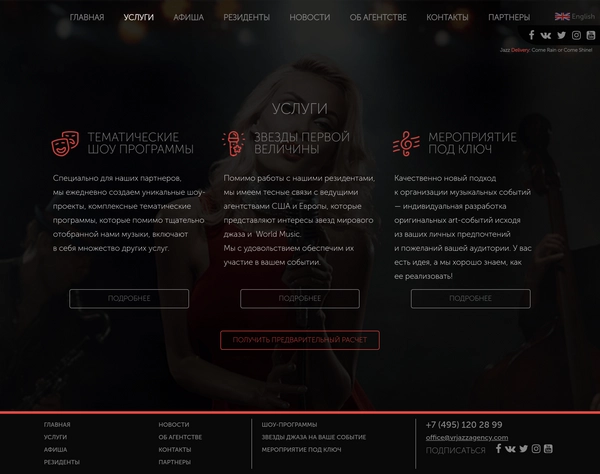 ГЛАВНАЯ УСЛУГИ АФИША РЕЗИДЕНТЫ НОВОСТИ ОБ АГЕНТСТВЕ КОНТАКТЫ ПАРТНЕРЫ English
Jazz Delivery: Come Rain or Come Shine!
УСЛУГИ
ТЕМАТИЧЕСКИЕ
ШОУ ПРОГРАММЫ
Специально для наших партнеров,
мы ежедневно создаем уникальные шоу-
проекты, комплексные тематические
программы, которые помимо тщательно
отобранной нами музыки, включают
в себя множество других услуг.
ПОДРОБНЕЕ
ЗВЕЗДЫ ПЕРВОЙ
ВЕЛИЧИНЫ
Помимо работы с нашими резидентами,
мы имеем тесные связи с ведущими
агентствами США и Европы, которые
представляют интересы звезд мирового
джаза и World Music.
Мы с удовольствием обеспечим их
участие в вашем событии.
ПОДРОБНЕЕ
МЕРОПРИЯТИЕ
ПОД КЛЮЧ
Качественно новый подход
к организации музыкальных событий
— индивидуальная разработка
оригинальных art-событий исходя
из ваших личных предпочтений
и пожеланий вашей аудитории. У вас
есть идея, а мы хорошо знаем, как
ее реализовать!
ПОДРОБНЕЕ
ПОЛУЧИТЬ ПРЕДВАРИТЕЛЬНЫЙ РАСЧЕТ
ГЛАВНАЯ
УСЛУГИ
АФИША
РЕЗИДЕНТЫ
НОВОСТИ
ОБ АГЕНТСТВЕ
КОНТАКТЫ
ПАРТНЕРЫ
ШОУ-ПРОГРАММЫ
ЗВЕЗДЫ ДЖАЗА НА ВАШЕ СОБЫТИЕ
МЕРОПРИЯТИЕ ПОД КЛЮЧ
+7 (495) 120 28 99
office@vrjazzagency.com
ПОДПИСАТЬСЯ